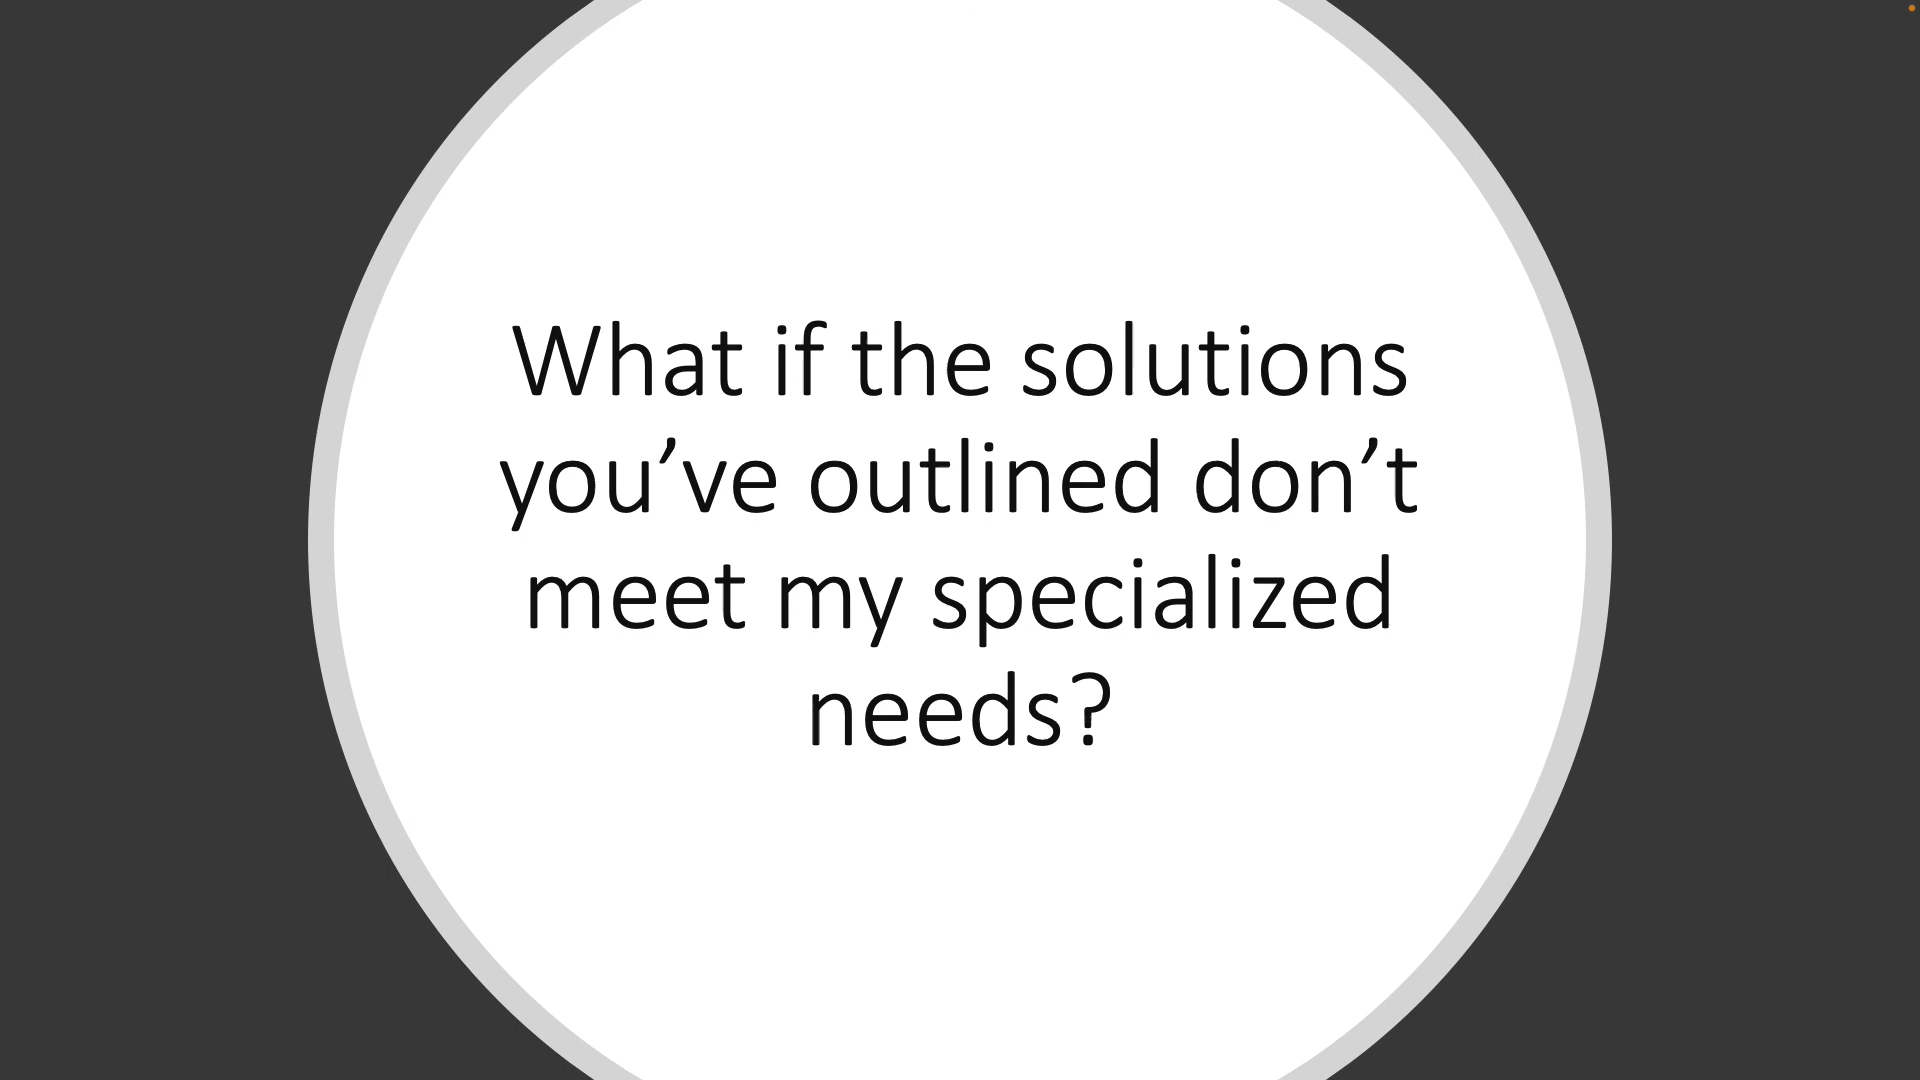 What if the solutions
you’ve outlined don’t
meet my specialized
needs?